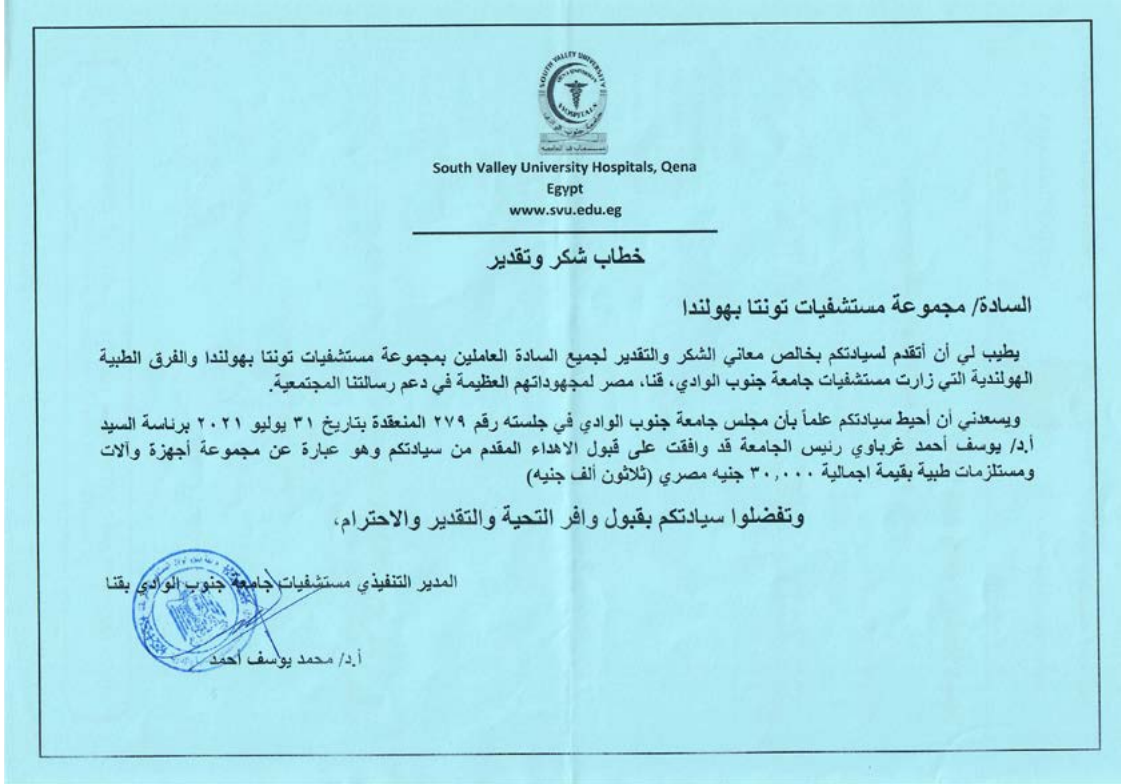 SOUTH VALLEY UNIVERSITY
HOSPITALS
South Valley University Hospitals, Qena
Egypt
www.svu.edu.eg
خطاب شكر وتقدير
السادة/ مجموعة مستشفيات تونتا بهولندا
يطيب لي أن أتقدم لسيادتكم بخالص معاني الشكر والتقدير لجميع السادة العاملين بمجموعة مستشفيات تونتا بهولندا والفرق الطبية
الهولندية التي زارت مستشفيات جامعة جنوب الوادي، قنا، مصر لمجهوداتهم العظيمة في دعم رسالتنا المجتمعية.
ويسعدني أن أحيط سيادتكم علماً بأن مجلس جامعة جنوب الوادي في جلسته رقم ٢٧٩ المنعقدة بتاريخ ٣١ يوليو ٢٠٢١ برئاسة السيد
أ.د/ يوسف أحمد غرباوي رئيس الجامعة قد وافقت على قبول الاهداء المقدم من سيادتكم وهو عبارة عن مجموعة أجهزة وآلات
ومستلزمات طبية بقيمة اجمالية ٣٠,٠٠٠ جنيه مصري (ثلاثون ألف جنيه)
وتفضلوا سيادتكم بقبول وافر التحية والتقدير والاحترام،
المدير التنفيذي مستشفيات جامعة جنوب الوادي بقنا
أ.د/ محمد يوسف أحمد